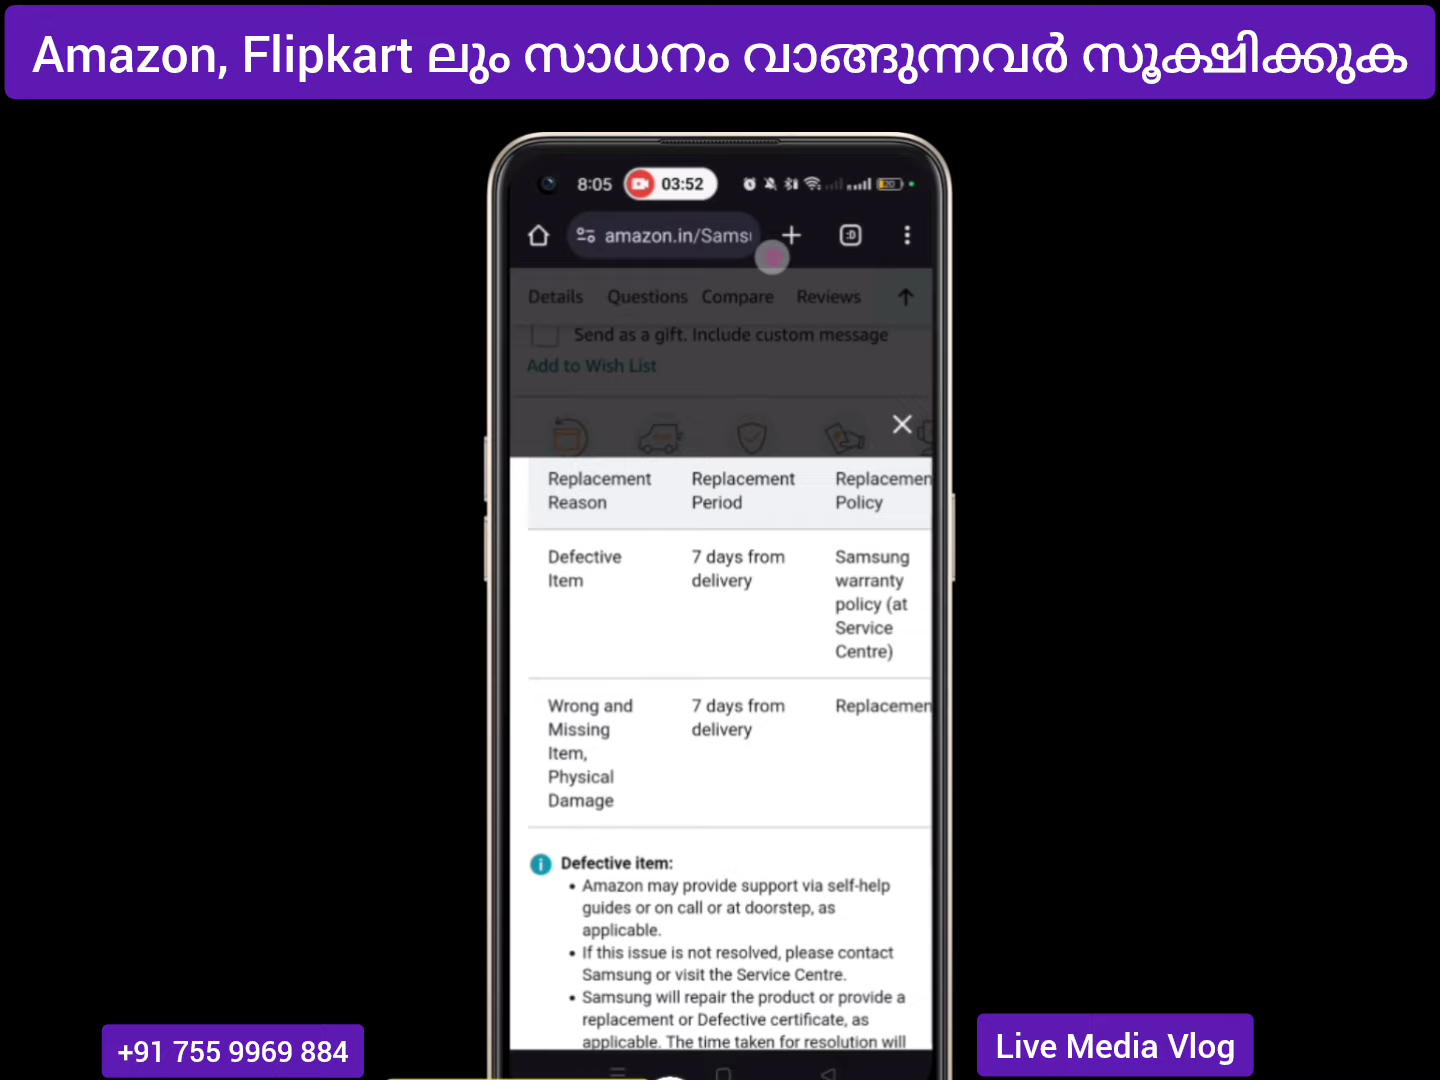 Amazon, Flipkart ലും സാധനം വാങ്ങുന്നവർ സൂക്ഷിക്കുക
8:05 03:52 20
amazon.in/Sams
Details Questions Compare Reviews
Send as a gift. Include custom message
Add to Wish List
Replacement Reason
Replacement Period
Replacemen Policy
Defective Item
7 days from delivery
Samsung warranty policy (at Service Centre)
Wrong and Missing Item, Physical Damage
7 days from delivery
Replacemen
Defective item:
• Amazon may provide support via self-help
guides or on call or at doorstep, as
applicable.
• If this issue is not resolved, please contact
Samsung or visit the Service Centre.
• Samsung will repair the product or provide a
replacement or Defective certificate, as
applicable. The time taken for resolution will
+91 755 9969 884
Live Media Vlog